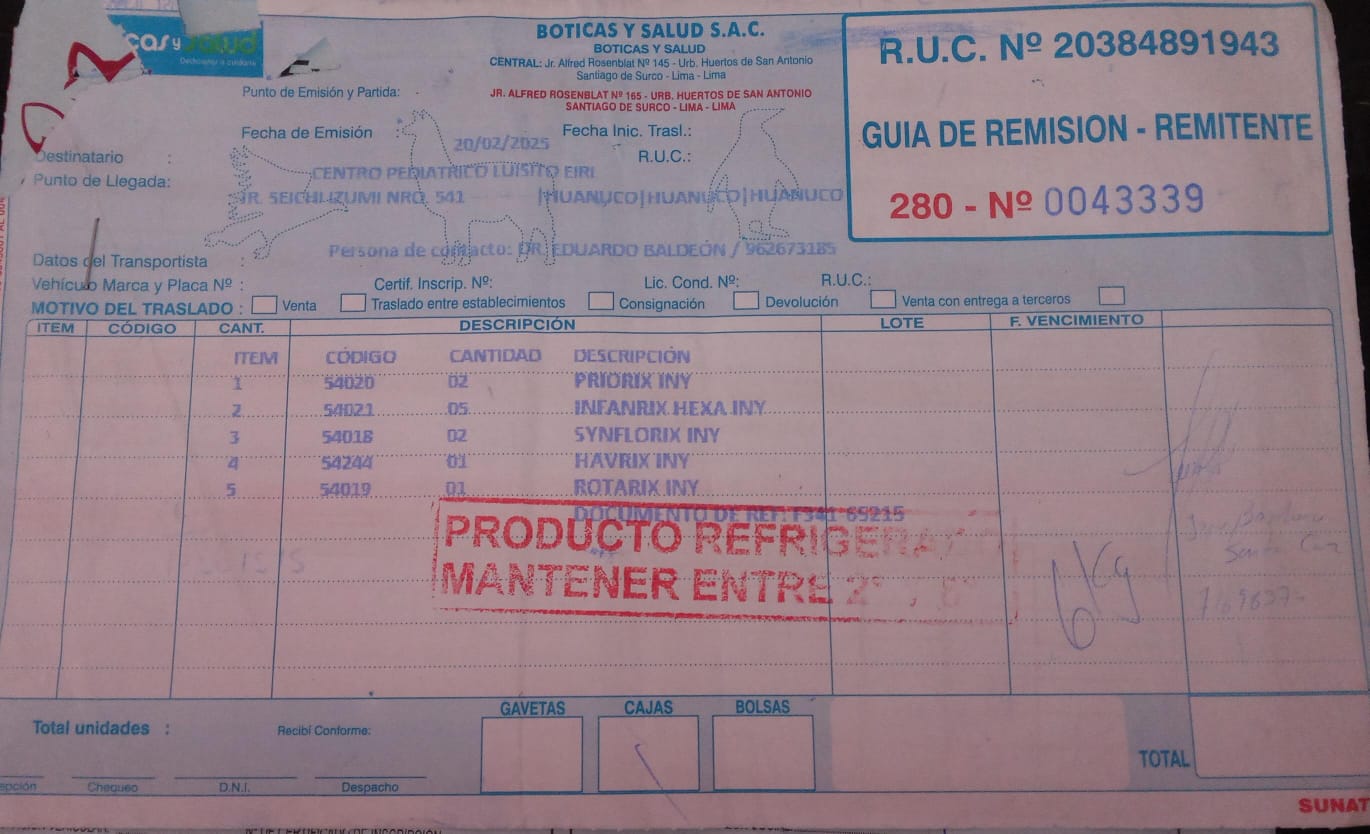 cas y salud
BOTICAS Y SALUD S.A.C.
BOTICAS Y SALUD
CENTRAL: Jr. Alfred Rosenblat Nº 145 - Urb. Huertos de San Antonio
Santiago de Surco - Lima - Lima
R.U.C. Nº 20384891943
GUIA DE REMISION - REMITENTE
280 - Nº 0043339
Punto de Emisión y Partida:
JR. ALFRED ROSENBLAT Nº 165 - URB. HUERTOS DE SAN ANTONIO
SANTIAGO DE SURCO - LIMA - LIMA
Fecha de Emisión : 20/02/2025 Fecha Inic. Trasl.:
Destinatario : CENTRO PEDIATRICO LUISITO EIRL R.U.C.:
Punto de Llegada: JR. SEICHI IZUMI NRO. 541 |HUANUCO|HUANUCO|HUANUCO
Persona de contacto: DR. EDUARDO BALDEÓN / 962673185
Datos del Transportista :
Vehículo Marca y Placa Nº : Certif. Inscrip. Nº: Lic. Cond. Nº: R.U.C.:
MOTIVO DEL TRASLADO : Venta Traslado entre establecimientos Consignación Devolución Venta con entrega a terceros
ITEM CÓDIGO CANT. DESCRIPCIÓN LOTE F. VENCIMIENTO
ITEM CÓDIGO CANTIDAD DESCRIPCIÓN
1 54020 02 PRIORIX INY
2 54021 05 INFANRIX HEXA INY
3 54018 02 SYNFLORIX INY
4 54244 01 HAVRIX INY
5 54019 01 ROTARIX INY
DOCUMENTO DE REF: F341 65215
PRODUCTO REFRIGERADO
MANTENER ENTRE 2° 8°
6Kg
GAVETAS CAJAS BOLSAS
Total unidades : Recibí Conforme:
TOTAL
epción Chequeo D.N.I. Despacho
SUNAT